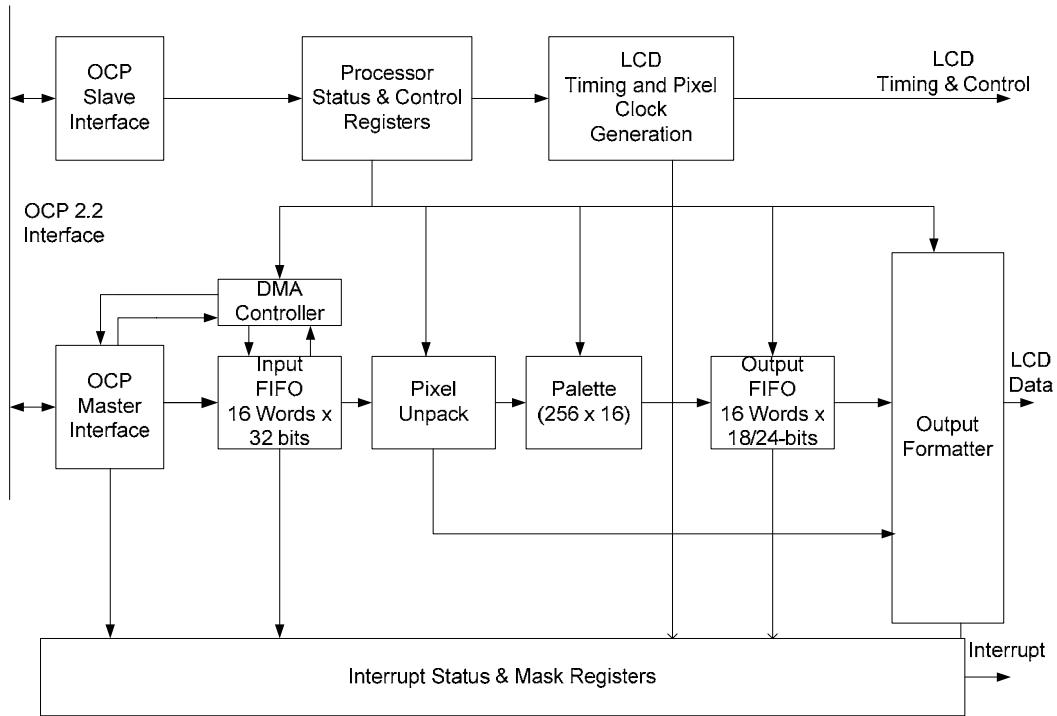 OCP
Slave
Interface
Processor
Status & Control
Registers
LCD
Timing and Pixel
Clock
Generation
LCD
Timing & Control
OCP 2.2
Interface
DMA
Controller
OCP
Master
Interface
Input
FIFO
16 Words x
32 bits
Pixel
Unpack
Palette
(256 x 16)
Output
FIFO
16 Words x
18/24-bits
Output
Formatter
LCD
Data
Interrupt Status & Mask Registers
Interrupt